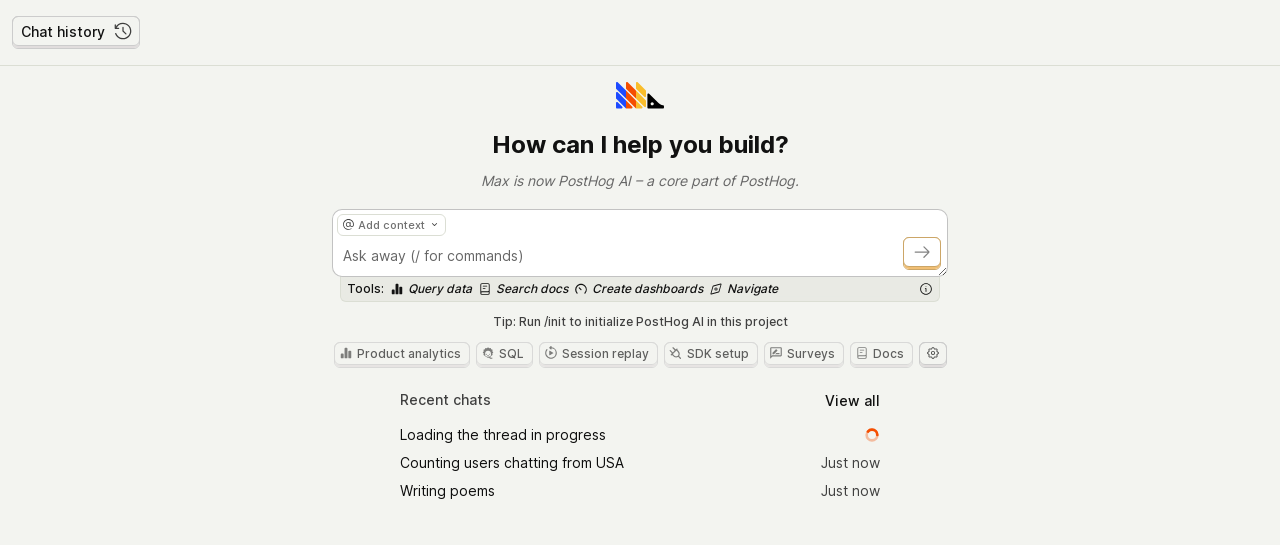 Chat history
How can I help you build?
Max is now PostHog AI – a core part of PostHog.
@ Add context
Ask away (/ for commands)
Tools: Query data Search docs Create dashboards Navigate
Tip: Run /init to initialize PostHog AI in this project
Product analytics SQL Session replay SDK setup Surveys Docs
Recent chats View all
Loading the thread in progress
Counting users chatting from USA Just now
Writing poems Just now